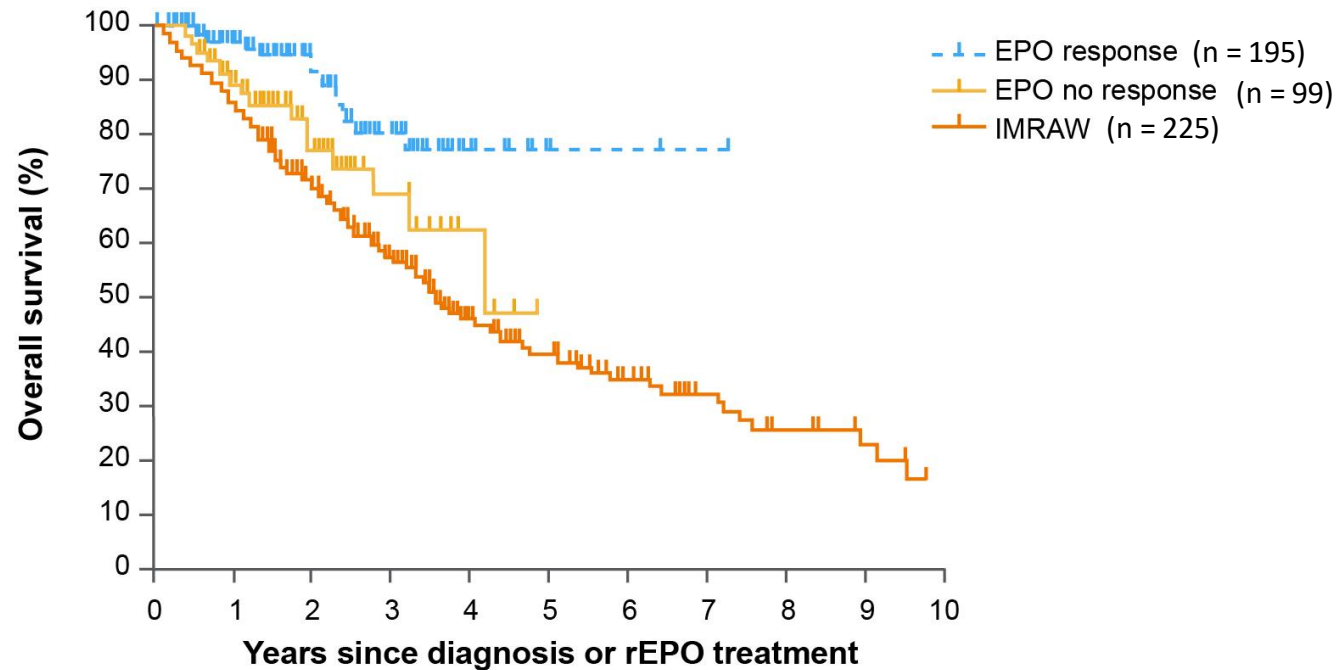 EPO response (n = 195)
EPO no response (n = 99)
IMRAW (n = 225)
Overall survival (%)
100
90
80
70
60
50
40
30
20
10
0
0 1 2 3 4 5 6 7 8 9 10
Years since diagnosis or rEPO treatment